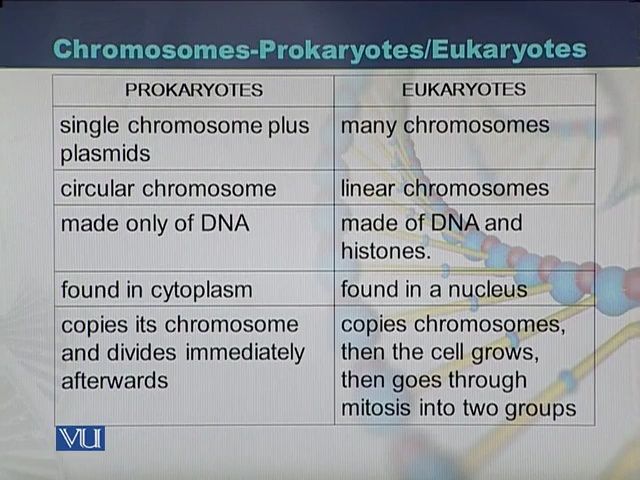 Chromosomes-Prokaryotes/Eukaryotes
PROKARYOTES
EUKARYOTES
single chromosome plus
plasmids
many chromosomes
circular chromosome
linear chromosomes
made only of DNA
made of DNA and
histones.
found in cytoplasm
found in a nucleus
copies its chromosome
and divides immediately
afterwards
copies chromosomes,
then the cell grows,
then goes through
mitosis into two groups
VU